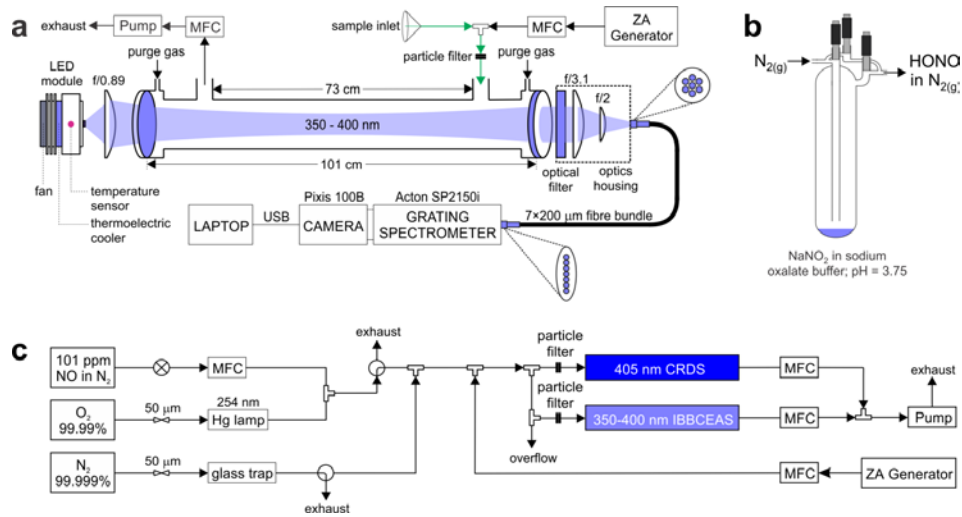 a
exhaust
Pump
MFC
sample inlet
MFC
ZA
Generator
particle filter
purge gas
purge gas
LED
module
f/0.89
73 cm
f/3.1
f/2
350 - 400 nm
101 cm
optical
filter
optics
housing
fan
temperature
sensor
thermoelectric
cooler
LAPTOP
USB
Pixis 100B
CAMERA
Acton SP2150i
GRATING
SPECTROMETER
7×200 µm fibre bundle
b
N2(g)
HONO
in N2(g)
NaNO2 in sodium
oxalate buffer; pH = 3.75
c
101 ppm
NO in N2
MFC
exhaust
particle
filter
405 nm CRDS
MFC
exhaust
O2
99.99%
50 µm
254 nm
Hg lamp
particle
filter
350-400 nm IBBCEAS
MFC
Pump
overflow
N2
99.999%
50 µm
glass trap
exhaust
MFC
ZA Generator